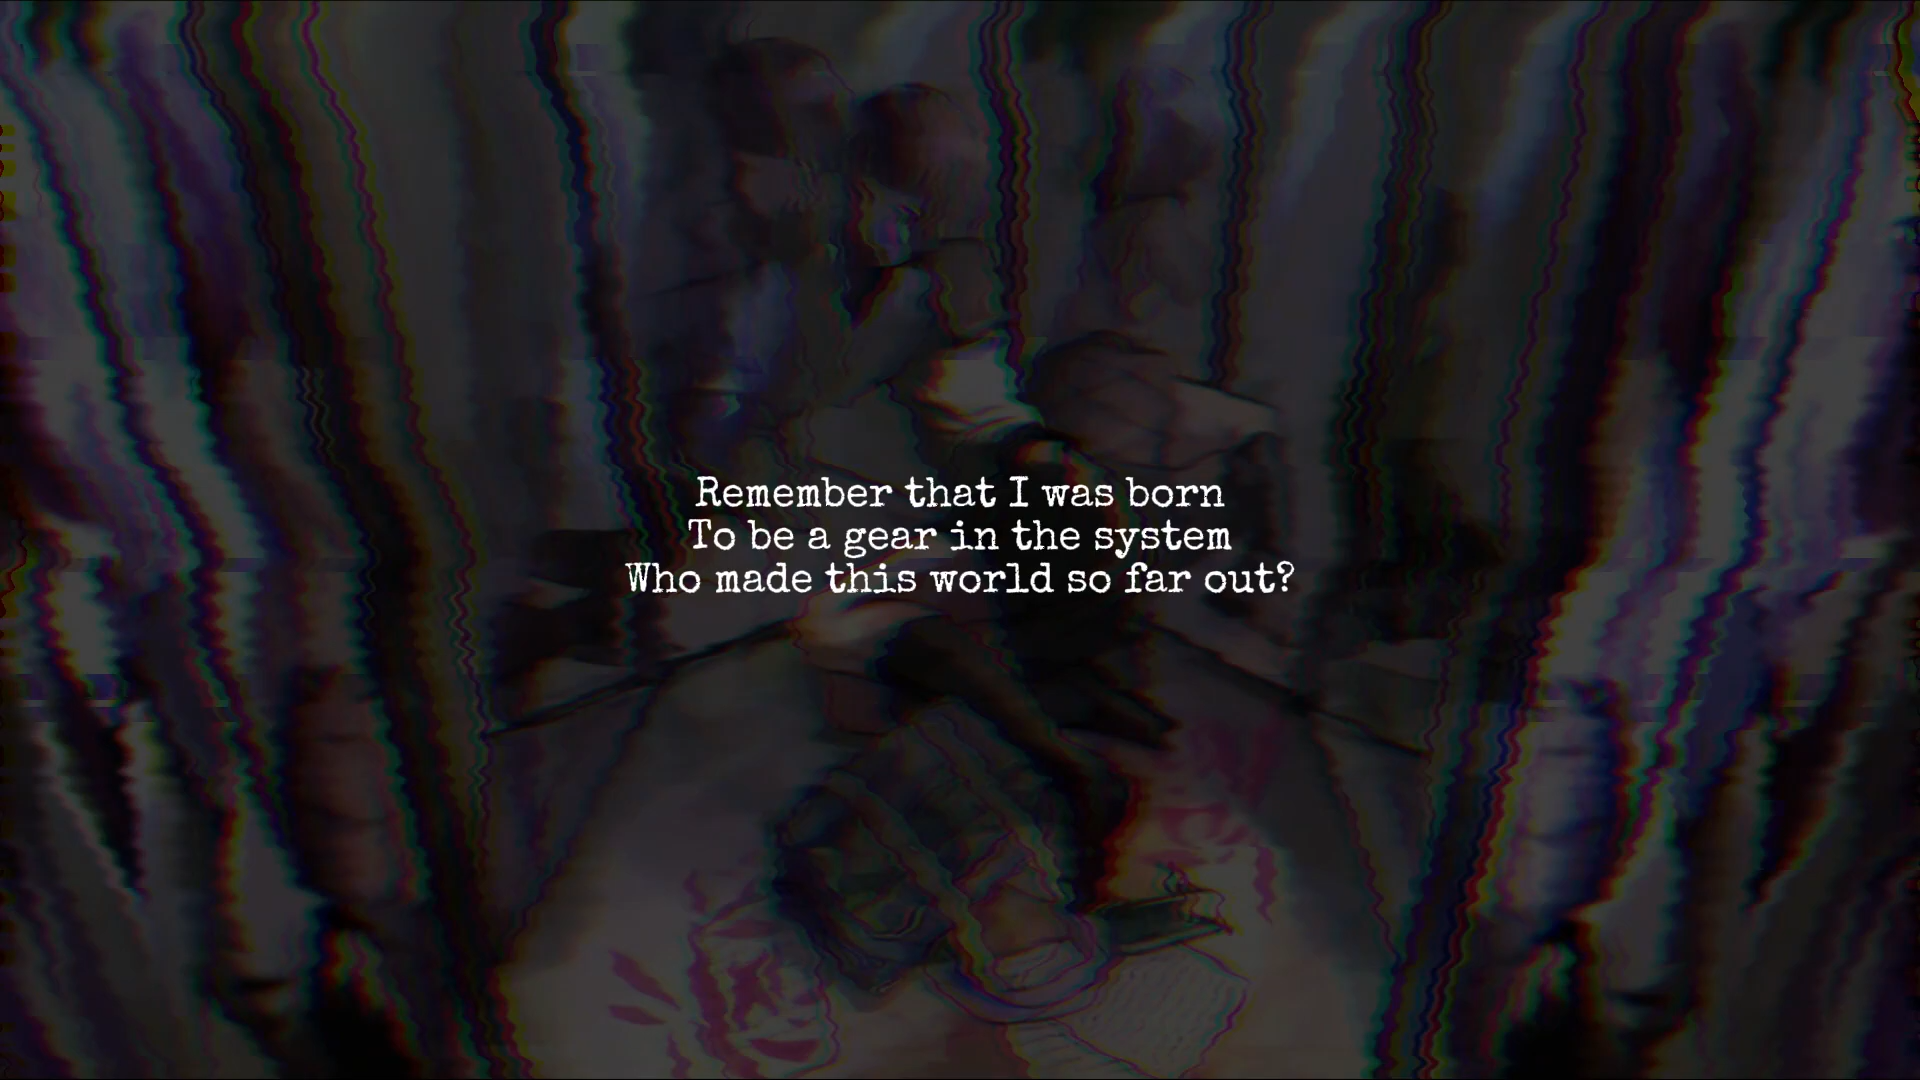 Remember that I was born
To be a gear in the system
Who made this world so far out?